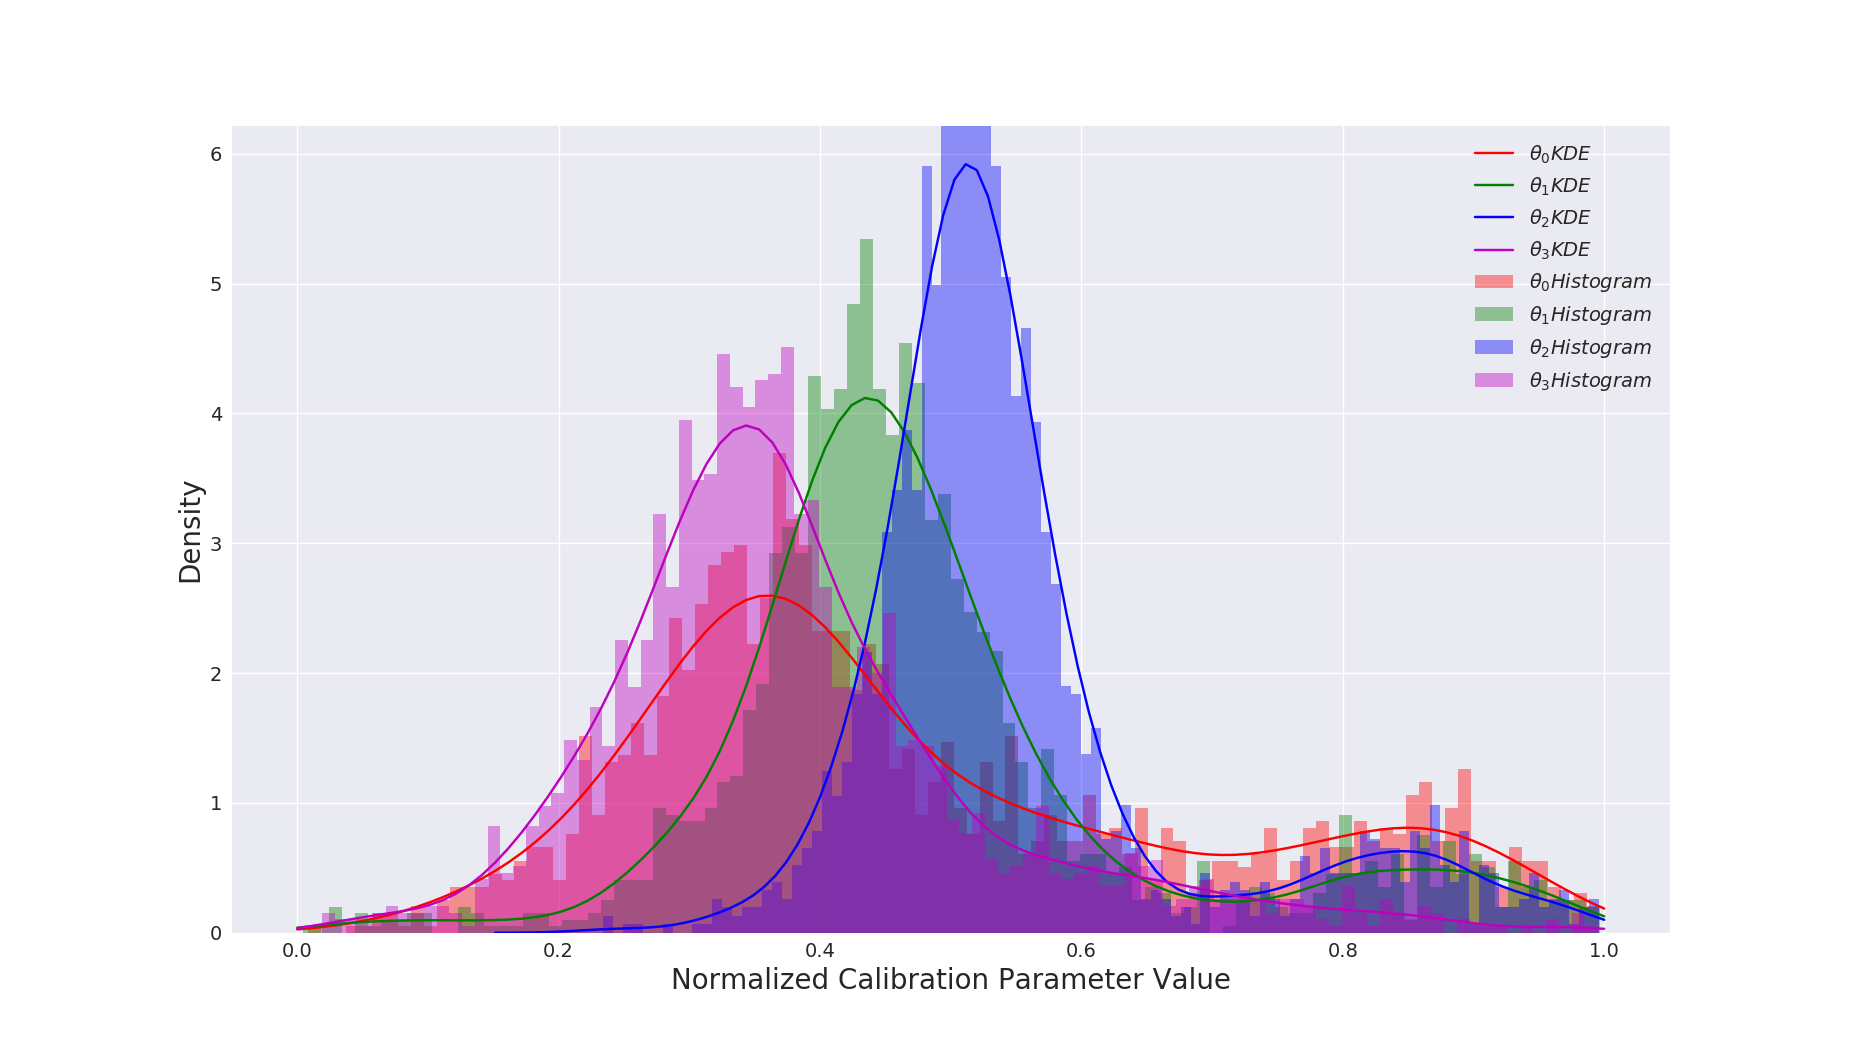 6
5
4
3
2
1
0
Density
0.0 0.2 0.4 0.6 0.8 1.0
Normalized Calibration Parameter Value
θ₀KDE
θ₁KDE
θ₂KDE
θ₃KDE
θ₀Histogram
θ₁Histogram
θ₂Histogram
θ₃Histogram